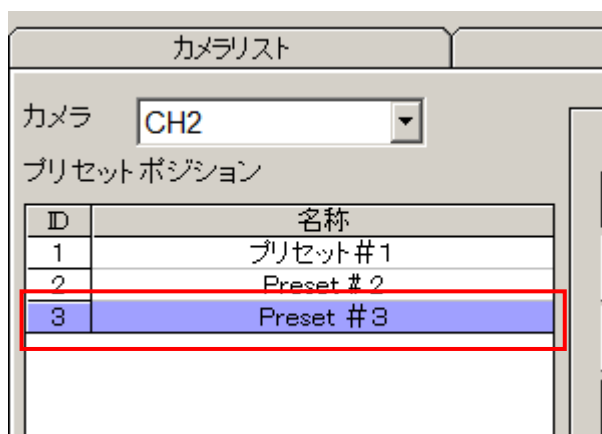 カメラリスト
カメラ CH2
プリセットポジション
ID 名称
1 プリセット#1
2 Preset #2
3 Preset #3